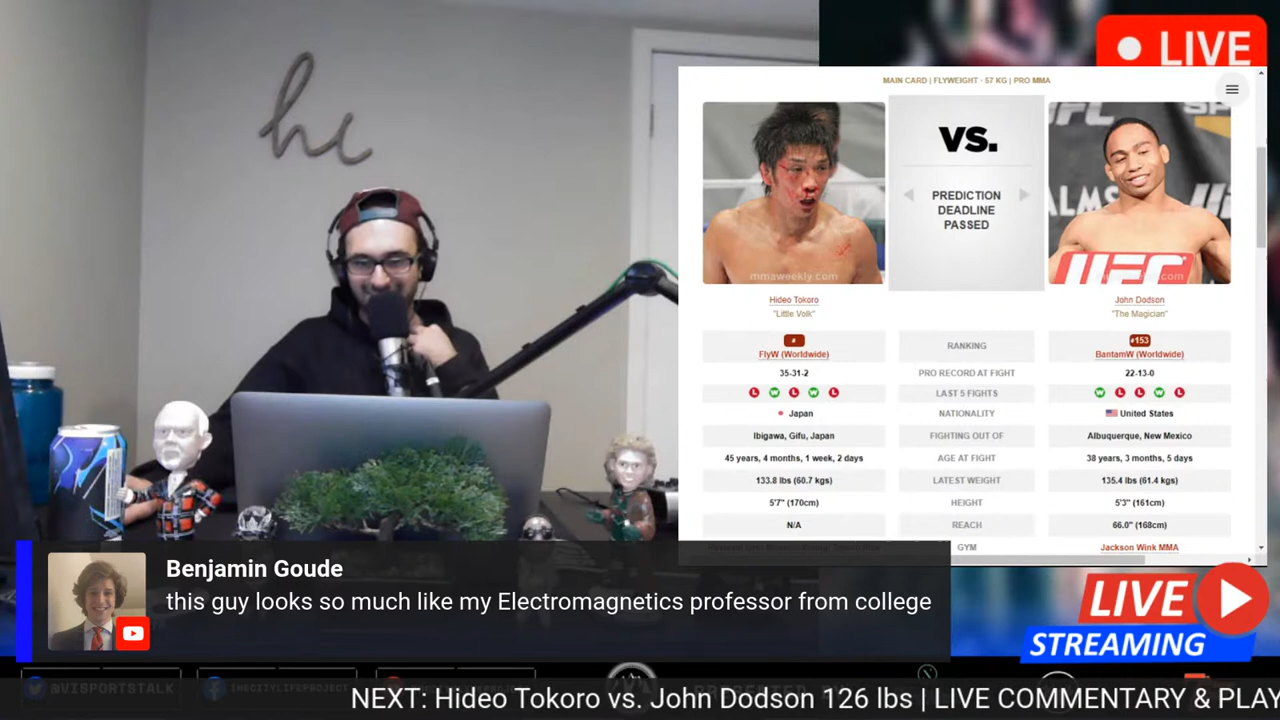 hi
LIVE
MAIN CARD | FLYWEIGHT · 57 KG | PRO MMA
VS.
PREDICTION
DEADLINE
PASSED
mmaweekly.com
UFC
Hideo Tokoro
"Little Volk"
John Dodson
"The Magician"
#
FlyW (Worldwide)
RANKING
#153
BantamW (Worldwide)
35-31-2
PRO RECORD AT FIGHT
22-13-0
L W L W L
LAST 5 FIGHTS
W L L W L
Japan
NATIONALITY
United States
Ibigawa, Gifu, Japan
FIGHTING OUT OF
Albuquerque, New Mexico
45 years, 4 months, 1 week, 2 days
AGE AT FIGHT
38 years, 3 months, 5 days
133.8 lbs (60.7 kgs)
LATEST WEIGHT
135.4 lbs (61.4 kgs)
5'7" (170cm)
HEIGHT
5'3" (161cm)
N/A
REACH
66.0" (168cm)
GYM
Jackson Wink MMA
Benjamin Goude
this guy looks so much like my Electromagnetics professor from college
LIVE
STREAMING
@VISPORTSTALK
THECITYLIFEPROJECT
NEXT: Hideo Tokoro vs. John Dodson 126 lbs | LIVE COMMENTARY & PLAY